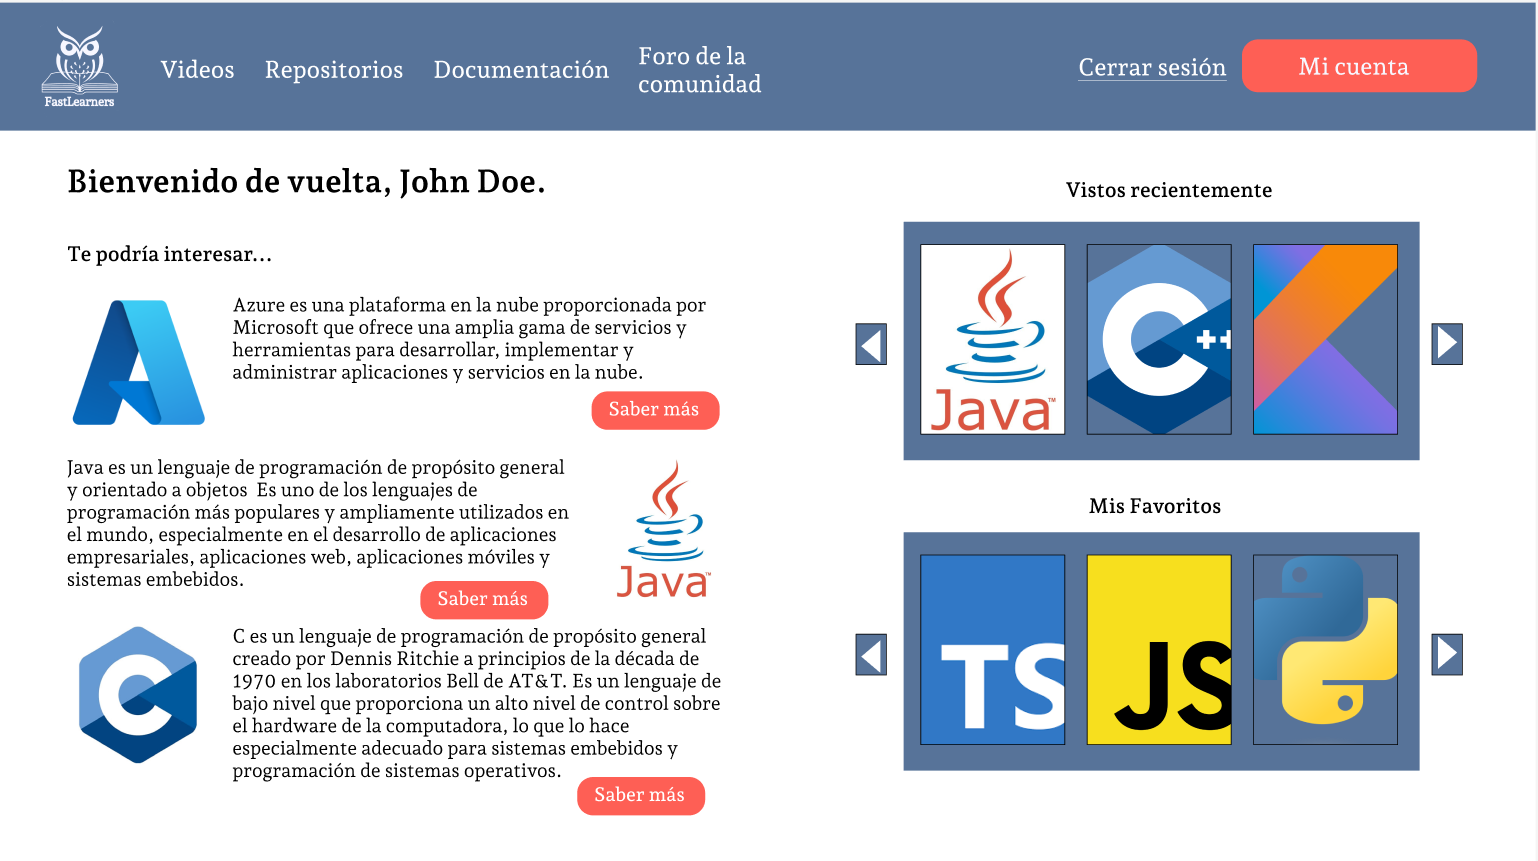 FastLearners
Videos
Repositorios
Documentación
Foro de la
comunidad
Cerrar sesión
Mi cuenta
Bienvenido de vuelta, John Doe.
Te podría interesar...
Azure es una plataforma en la nube proporcionada por
Microsoft que ofrece una amplia gama de servicios y
herramientas para desarrollar, implementar y
administrar aplicaciones y servicios en la nube.
Saber más
Java es un lenguaje de programación de propósito general
y orientado a objetos  Es uno de los lenguajes de
programación más populares y ampliamente utilizados en
el mundo, especialmente en el desarrollo de aplicaciones
empresariales, aplicaciones web, aplicaciones móviles y
sistemas embebidos.
Saber más
Java™
C
C es un lenguaje de programación de propósito general
creado por Dennis Ritchie a principios de la década de
1970 en los laboratorios Bell de AT&T. Es un lenguaje de
bajo nivel que proporciona un alto nivel de control sobre
el hardware de la computadora, lo que lo hace
especialmente adecuado para sistemas embebidos y
programación de sistemas operativos.
Saber más
Vistos recientemente
Java™
C++
Mis Favoritos
TS
JS